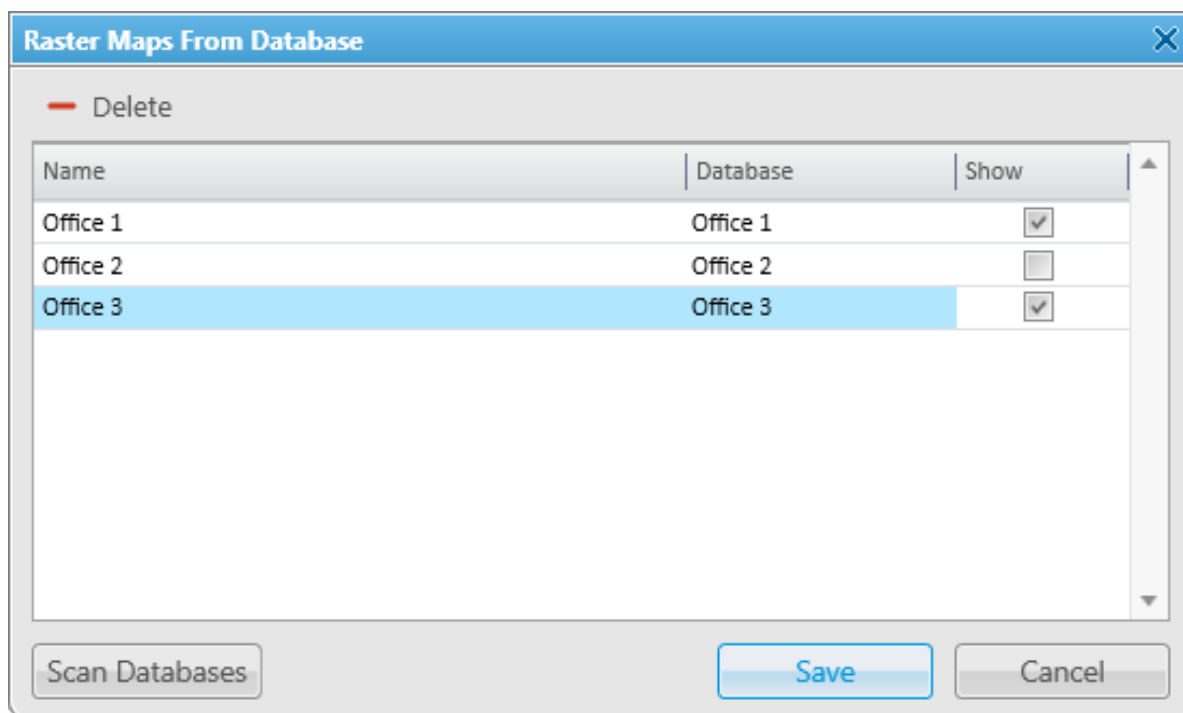 Raster Maps From Database
Delete
Name Database Show
Office 1 Office 1
Office 2 Office 2
Office 3 Office 3
Scan Databases Save Cancel